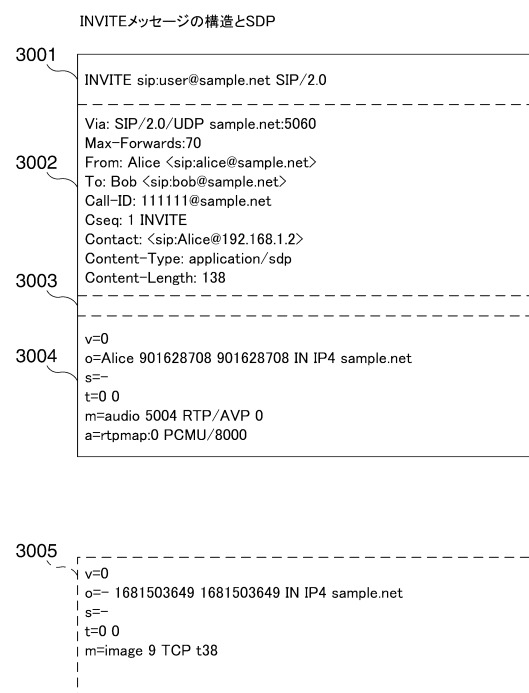 INVITEメッセージの構造とSDP
3001
INVITE sip:user@sample.net SIP/2.0
Via: SIP/2.0/UDP sample.net:5060
Max-Forwards:70
3002
From: Alice <sip:alice@sample.net>
To: Bob <sip:bob@sample.net>
Call-ID: 111111@sample.net
Cseq: 1 INVITE
Contact: <sip:Alice@192.168.1.2>
Content-Type: application/sdp
3003
Content-Length: 138
v=0
3004
o=Alice 901628708 901628708 IN IP4 sample.net
s=-
t=0 0
m=audio 5004 RTP/AVP 0
a=rtpmap:0 PCMU/8000
3005
v=0
o=- 1681503649 1681503649 IN IP4 sample.net
s=-
t=0 0
m=image 9 TCP t38